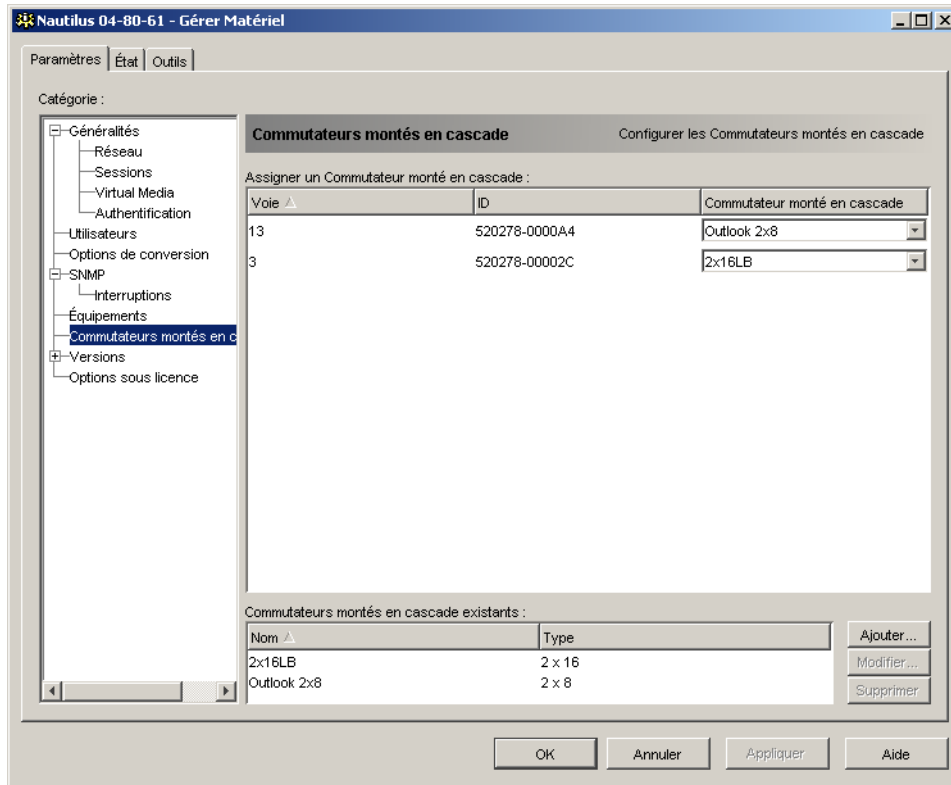 Nautilus 04-80-61 - Gérer Matériel
Paramètres État Outils
Catégorie :
Généralités
Réseau
Sessions
Virtual Media
Authentification
Utilisateurs
Options de conversion
SNMP
Interruptions
Équipements
Commutateurs montés en c
Versions
Options sous licence
Commutateurs montés en cascade Configurer les Commutateurs montés en cascade
Assigner un Commutateur monté en cascade :
Voie ID Commutateur monté en cascade
13 520278-0000A4 Outlook 2x8
3 520278-00002C 2x16LB
Commutateurs montés en cascade existants :
Nom Type
2x16LB 2 x 16
Outlook 2x8 2 x 8
Ajouter...
Modifier...
Supprimer
OK Annuler Appliquer Aide